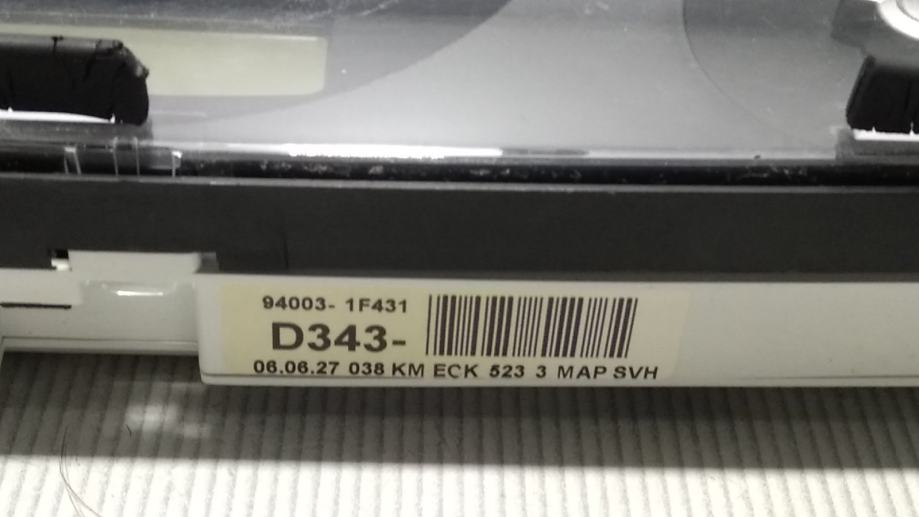 94003- 1F431
D343-
06.06.27 038 KM ECK 523 3 MAP SVH